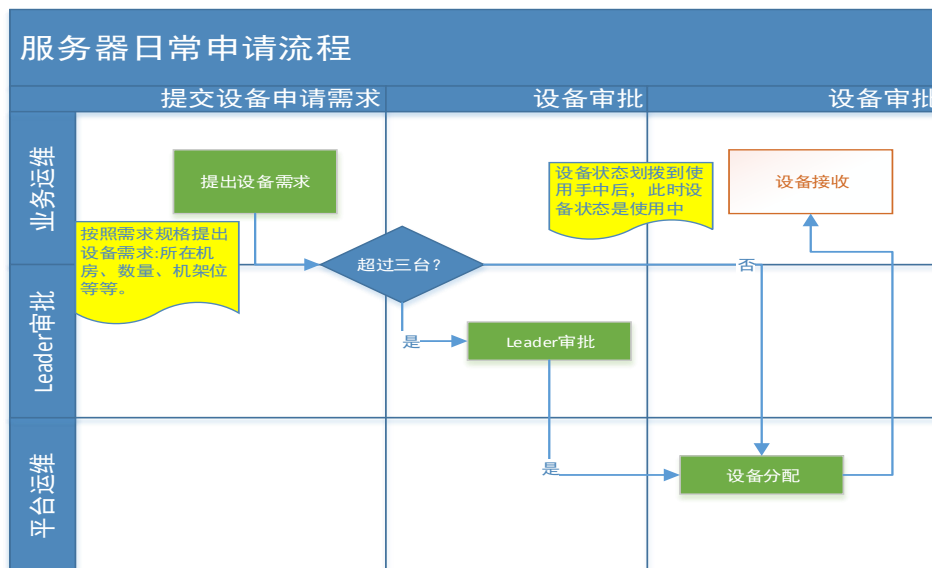 服务器日常申请流程
提交设备申请需求
设备审批
设备审批
业务运维
提出设备需求
设备状态划拨到使
用手中后，此时设
备状态是使用中
设备接收
按照需求规格提出
设备需求:所在机
房、数量、机架位
等等。
超过三台?
否
Leader审批
是
Leader审批
平台运维
是
设备分配